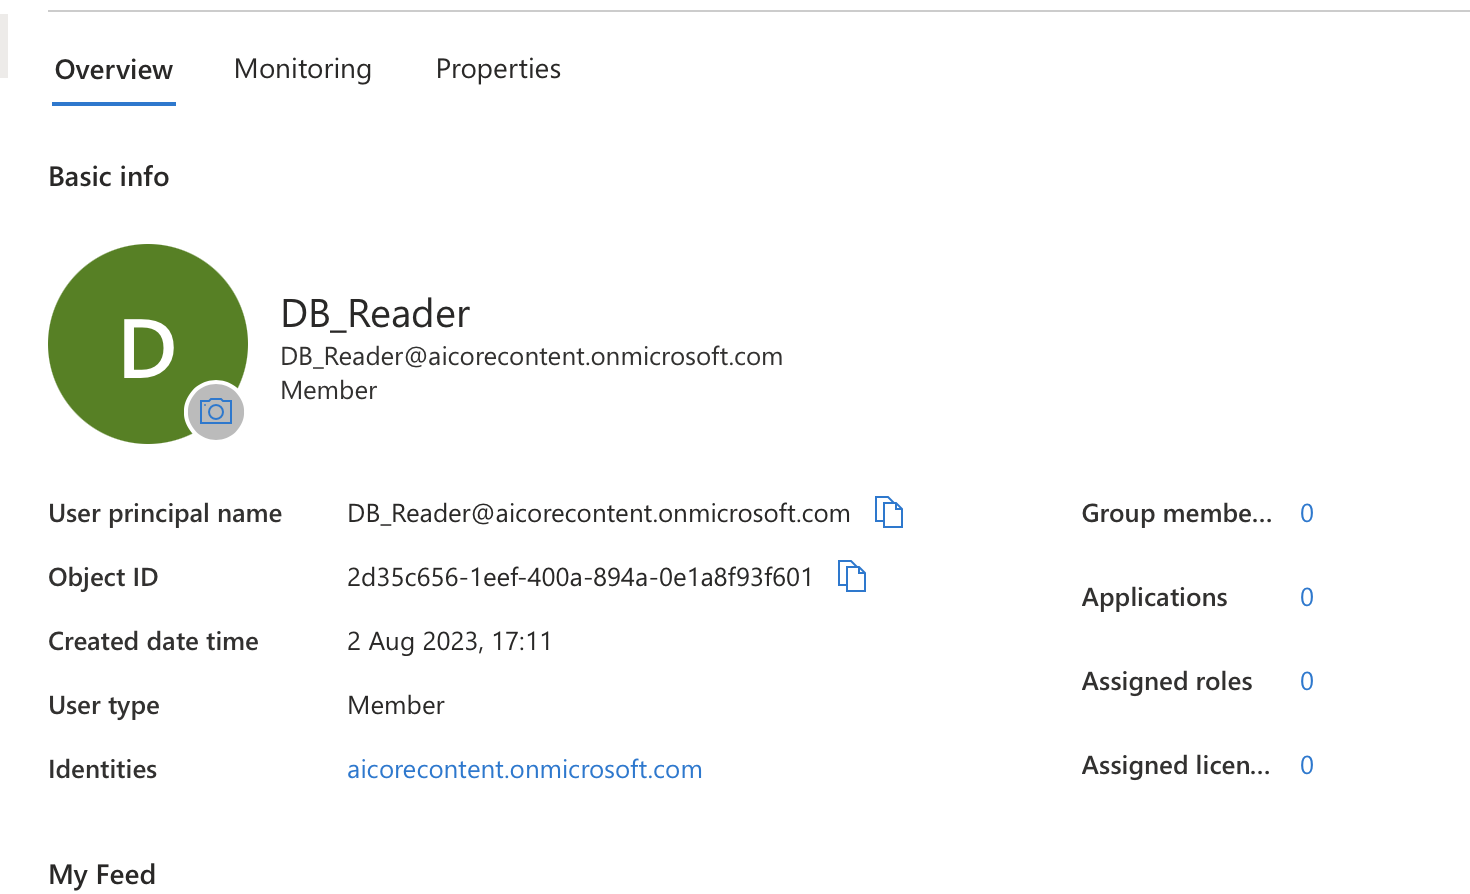 Overview Monitoring Properties
Basic info
D
DB_Reader
DB_Reader@aicorecontent.onmicrosoft.com
Member
User principal name DB_Reader@aicorecontent.onmicrosoft.com Group membe... 0
Object ID 2d35c656-1eef-400a-894a-0e1a8f93f601
Applications 0
Created date time 2 Aug 2023, 17:11
Assigned roles 0
User type Member
Identities aicorecontent.onmicrosoft.com Assigned licen... 0
My Feed